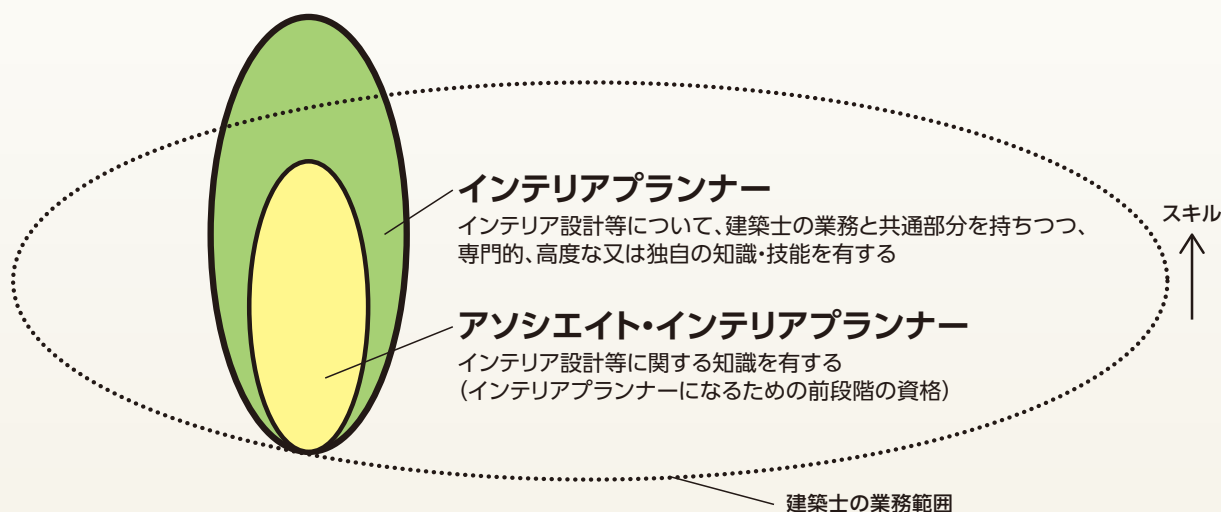 インテリアプランナー
インテリア設計等について、建築士の業務と共通部分を持ちつつ、
専門的、高度な又は独自の知識・技能を有する
スキル
アソシエイト・インテリアプランナー
インテリア設計等に関する知識を有する
(インテリアプランナーになるための前段階の資格)
建築士の業務範囲